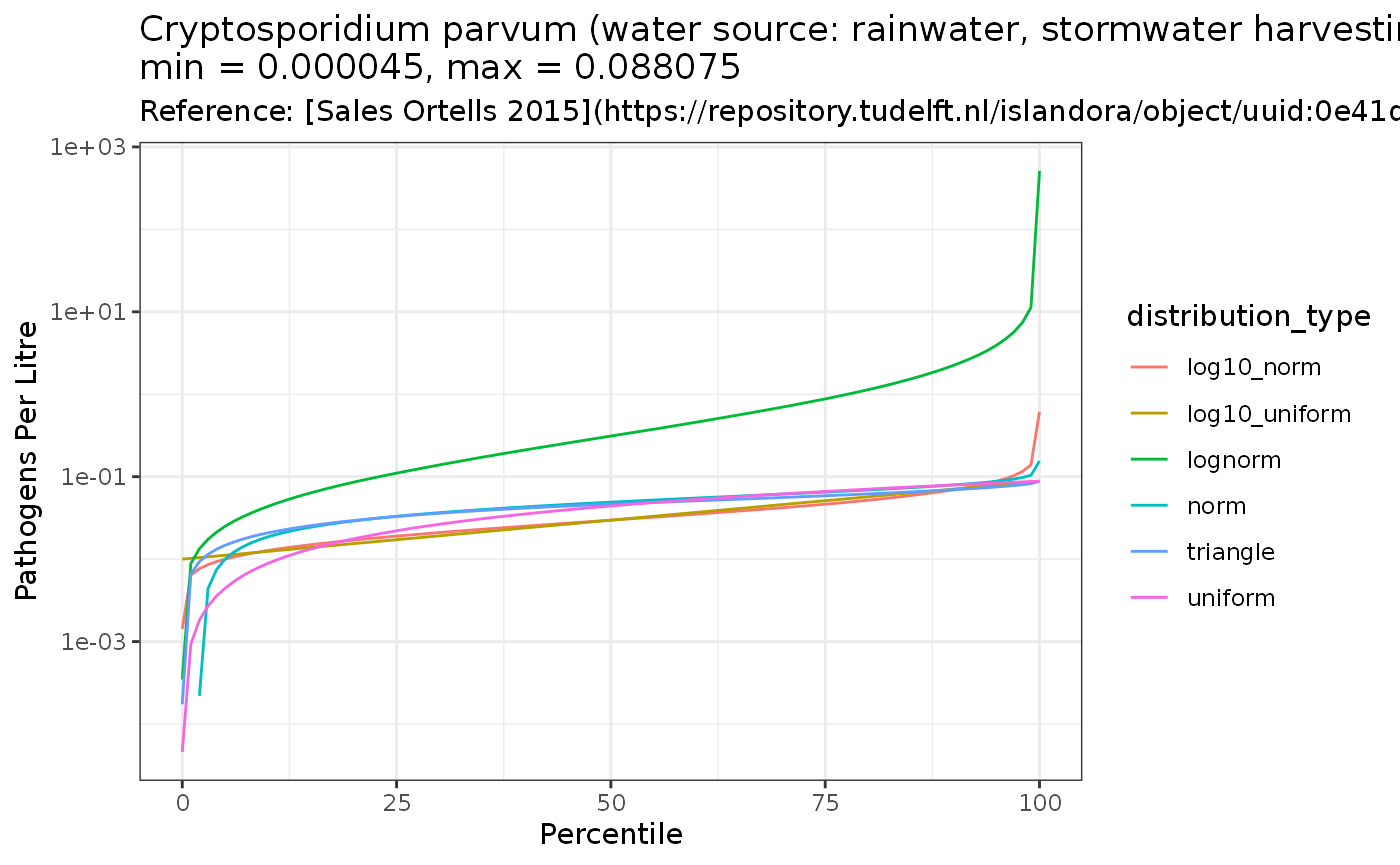 Cryptosporidium parvum (water source: rainwater, stormwater harvestin
min = 0.000045, max = 0.088075
Reference: [Sales Ortells 2015](https://repository.tudelft.nl/islandora/object/uuid:0e41c
1e+03
1e+01
1e-01
1e-03
Pathogens Per Litre
0 25 50 75 100
Percentile
distribution_type
log10_norm
log10_uniform
lognorm
norm
triangle
uniform